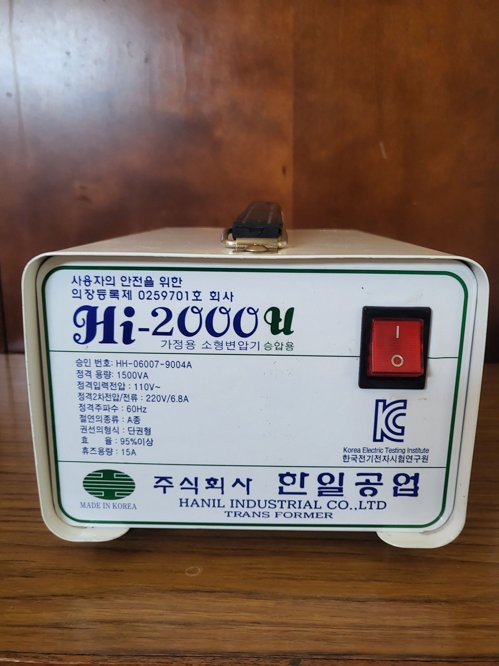 사용자의 안전을 위한
의장등록제 0259701호 회사
Hi-2000u
가정용 소형변압기 승압용
승인 번호: HH-06007-9004A
정격 용량: 1500VA
정격입력전압 : 110V~
정격2차전압/전류 : 220V/6.8A
정격주파수 : 60Hz
절연의종류 : A종
권선의형식 : 단권형
효 율 : 95%이상
휴즈용량 : 15A
I
O
KC
Korea Electric Testing Institute
한국전기전자시험연구원
MADE IN KOREA
주식회사 한일공업
HANIL INDUSTRIAL CO.,LTD
TRANS FORMER